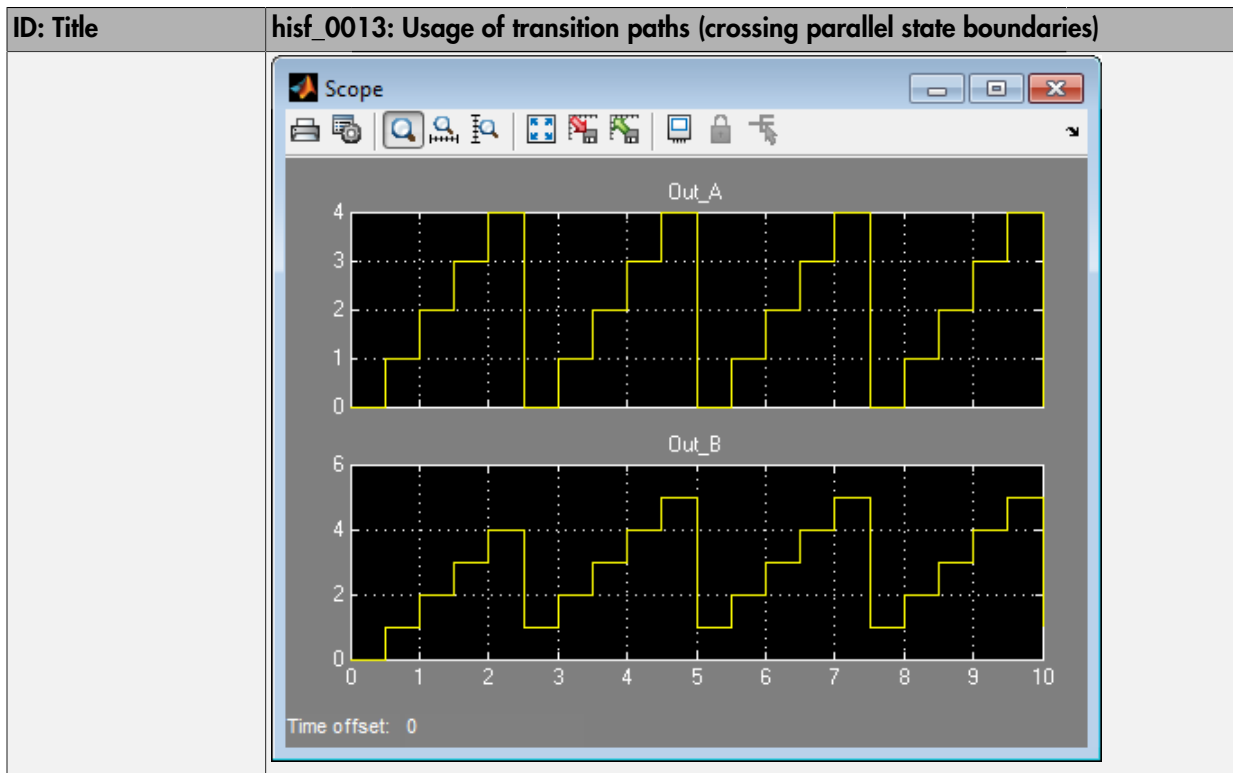 ID: Title hisf_0013: Usage of transition paths (crossing parallel state boundaries)
Scope
Out_A
4
3
2
1
0
Out_B
6
4
2
0
0 1 2 3 4 5 6 7 8 9 10
Time offset: 0